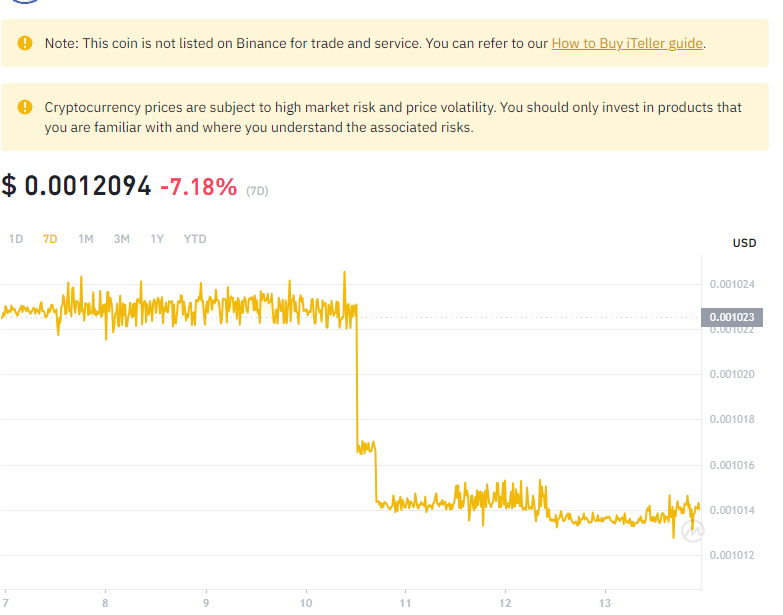 Note: This coin is not listed on Binance for trade and service. You can refer to our How to Buy iTeller guide.
Cryptocurrency prices are subject to high market risk and price volatility. You should only invest in products that
you are familiar with and where you understand the associated risks.
$ 0.0012094 -7.18% (7D)
1D 7D 1M 3M 1Y YTD
USD
0.001024
0.001023
0.001022
0.001020
0.001018
0.001016
0.001014
0.001012
7 8 9 10 11 12 13